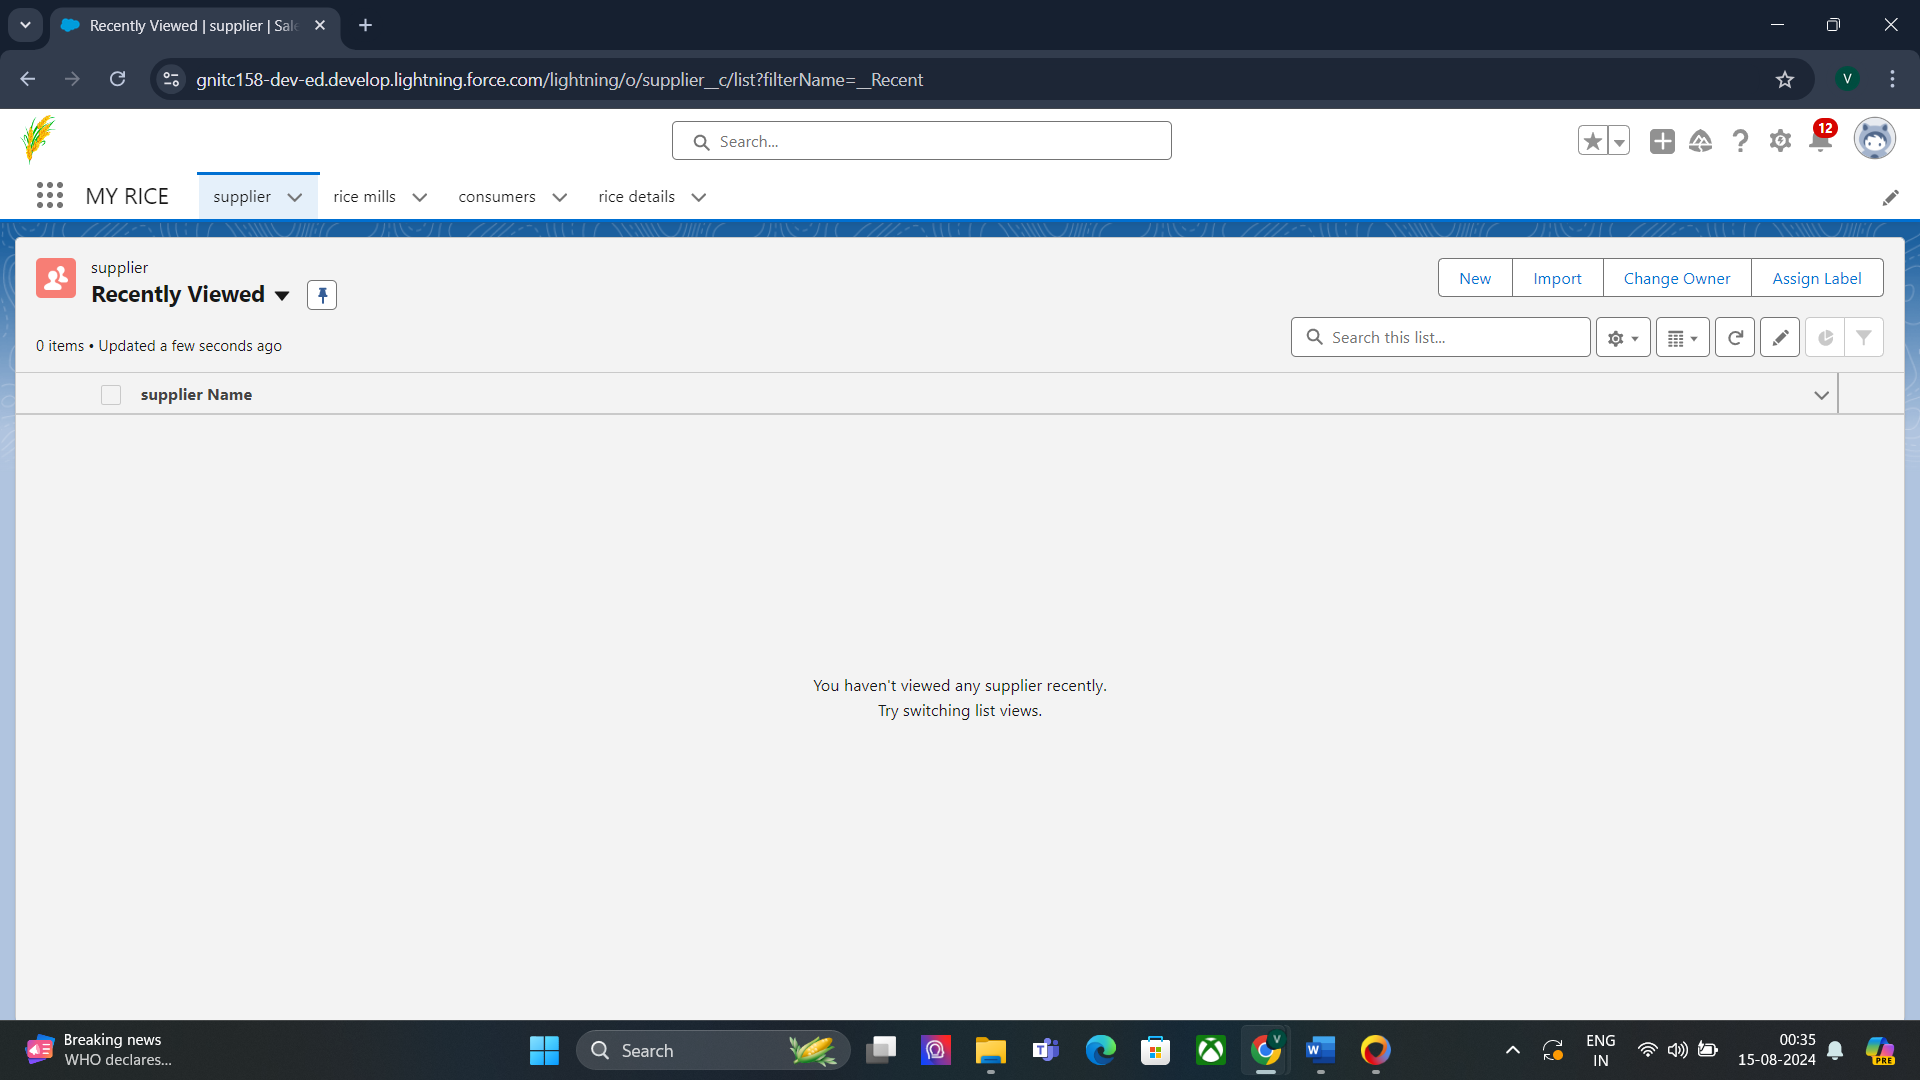 Recently Viewed | supplier | Sale
gnitc158-dev-ed.develop.lightning.force.com/lightning/o/supplier__c/list?filterName=__Recent
V
Search...
12
MY RICE
supplier
rice mills
consumers
rice details
supplier
Recently Viewed
New
Import
Change Owner
Assign Label
0 items • Updated a few seconds ago
Search this list...
supplier Name
You haven't viewed any supplier recently.
Try switching list views.
Breaking news
WHO declares...
Search
V
ENG
IN
00:35
15-08-2024
PRE